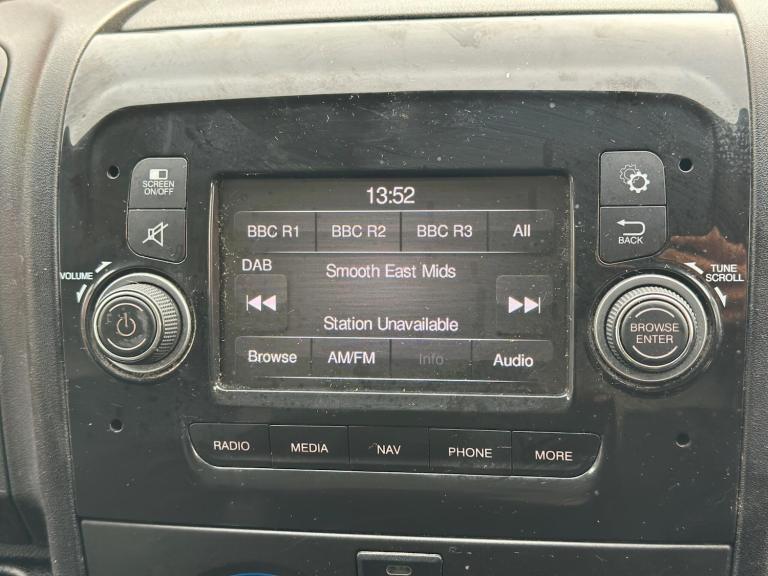 13:52
SCREEN
ON/OFF
BBC R1 BBC R2 BBC R3 All
BACK
DAB
Smooth East Mids
VOLUME
TUNE
SCROLL
BROWSE
ENTER
Station Unavailable
Browse AM/FM Info Audio
RADIO MEDIA NAV PHONE MORE